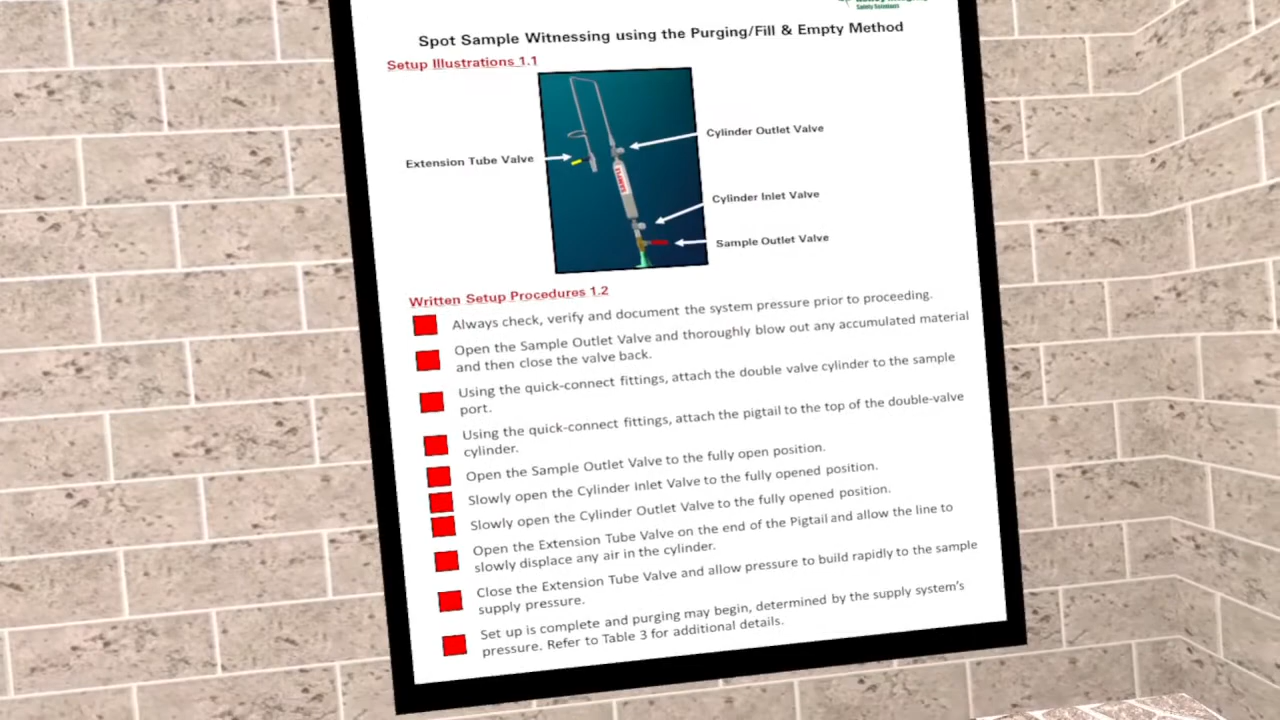 Safety Solutions
Spot Sample Witnessing using the Purging/Fill & Empty Method
Setup Illustrations 1.1
Cylinder Outlet Valve
Extension Tube Valve
Cylinder Inlet Valve
Sample Outlet Valve
Written Setup Procedures 1.2
Always check, verify and document the system pressure prior to proceeding.
Open the Sample Outlet Valve and thoroughly blow out any accumulated material
and then close the valve back.
Using the quick-connect fittings, attach the double valve cylinder to the sample
port.
Using the quick-connect fittings, attach the pigtail to the top of the double-valve
cylinder.
Open the Sample Outlet Valve to the fully open position.
Slowly open the Cylinder Inlet Valve to the fully opened position.
Slowly open the Cylinder Outlet Valve to the fully opened position.
Open the Extension Tube Valve on the end of the Pigtail and allow the line to
slowly displace any air in the cylinder.
Close the Extension Tube Valve and allow pressure to build rapidly to the sample
supply pressure.
Set up is complete and purging may begin, determined by the supply system's
pressure. Refer to Table 3 for additional details.